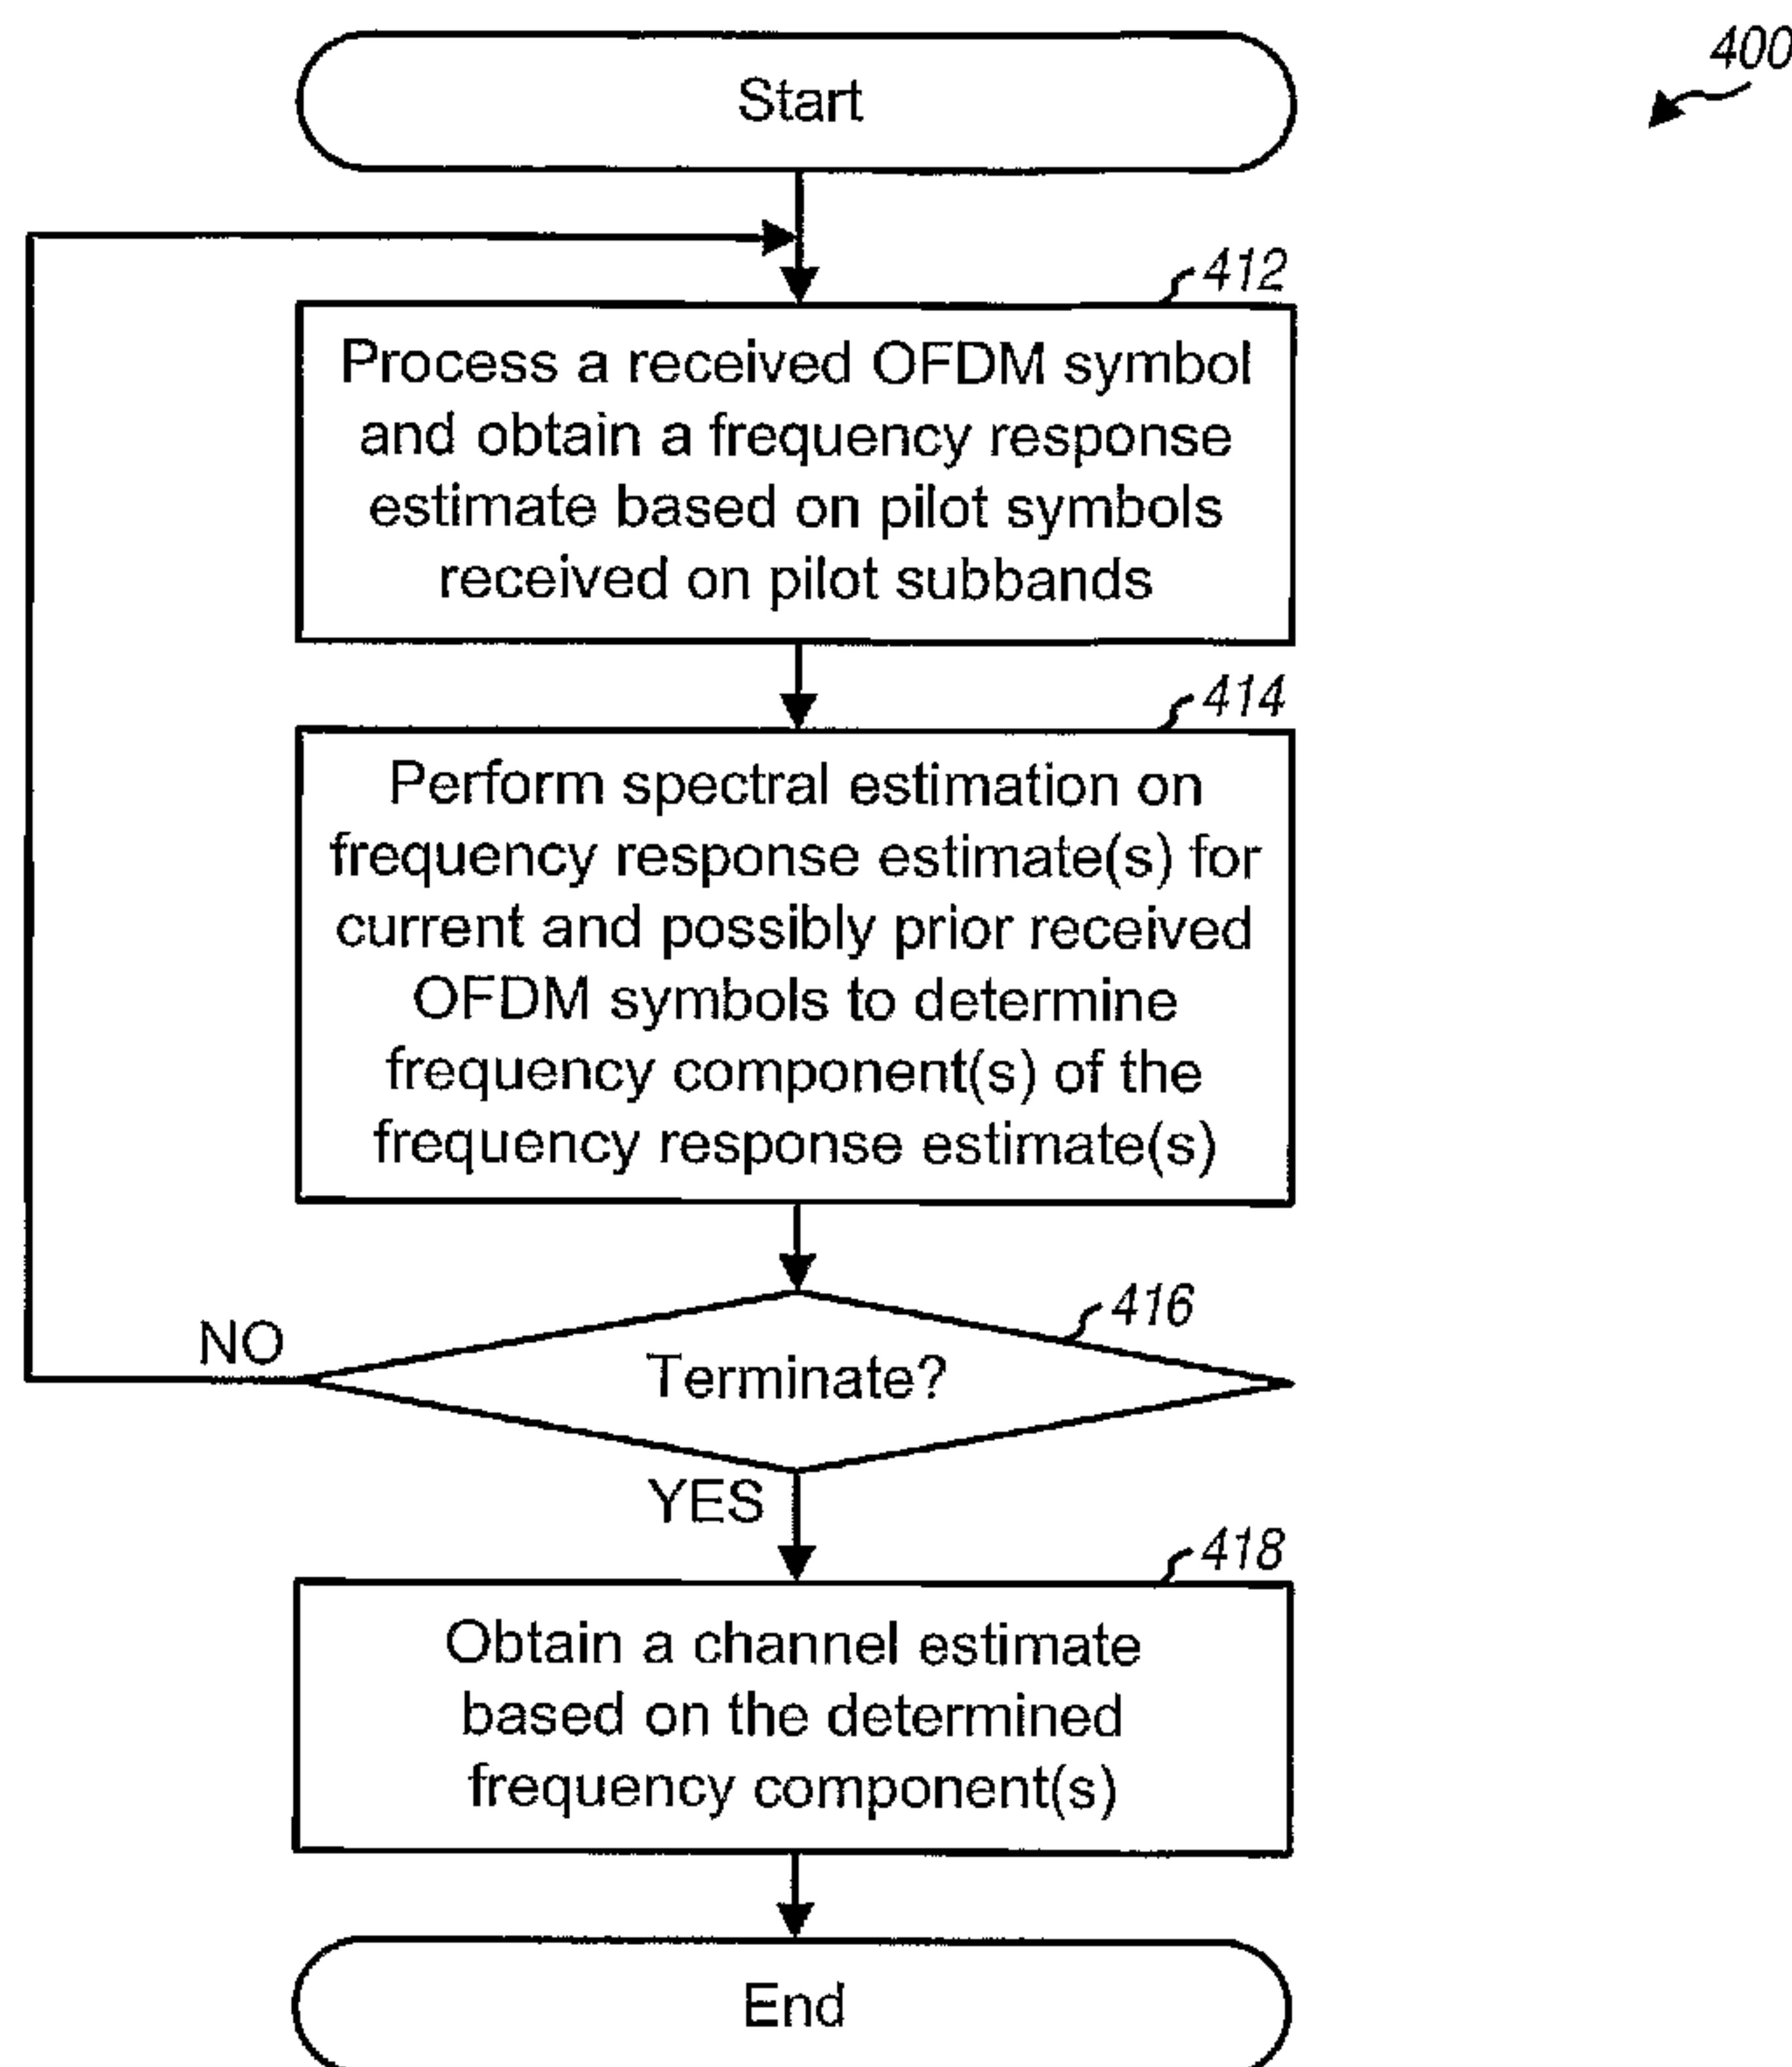 400
Start
412
Process a received OFDM symbol
and obtain a frequency response
estimate based on pilot symbols
received on pilot subbands
414
Perform spectral estimation on
frequency response estimate(s) for
current and possibly prior received
OFDM symbols to determine
frequency component(s) of the
frequency response estimate(s)
416
NO
Terminate?
YES
418
Obtain a channel estimate
based on the determined
frequency component(s)
End